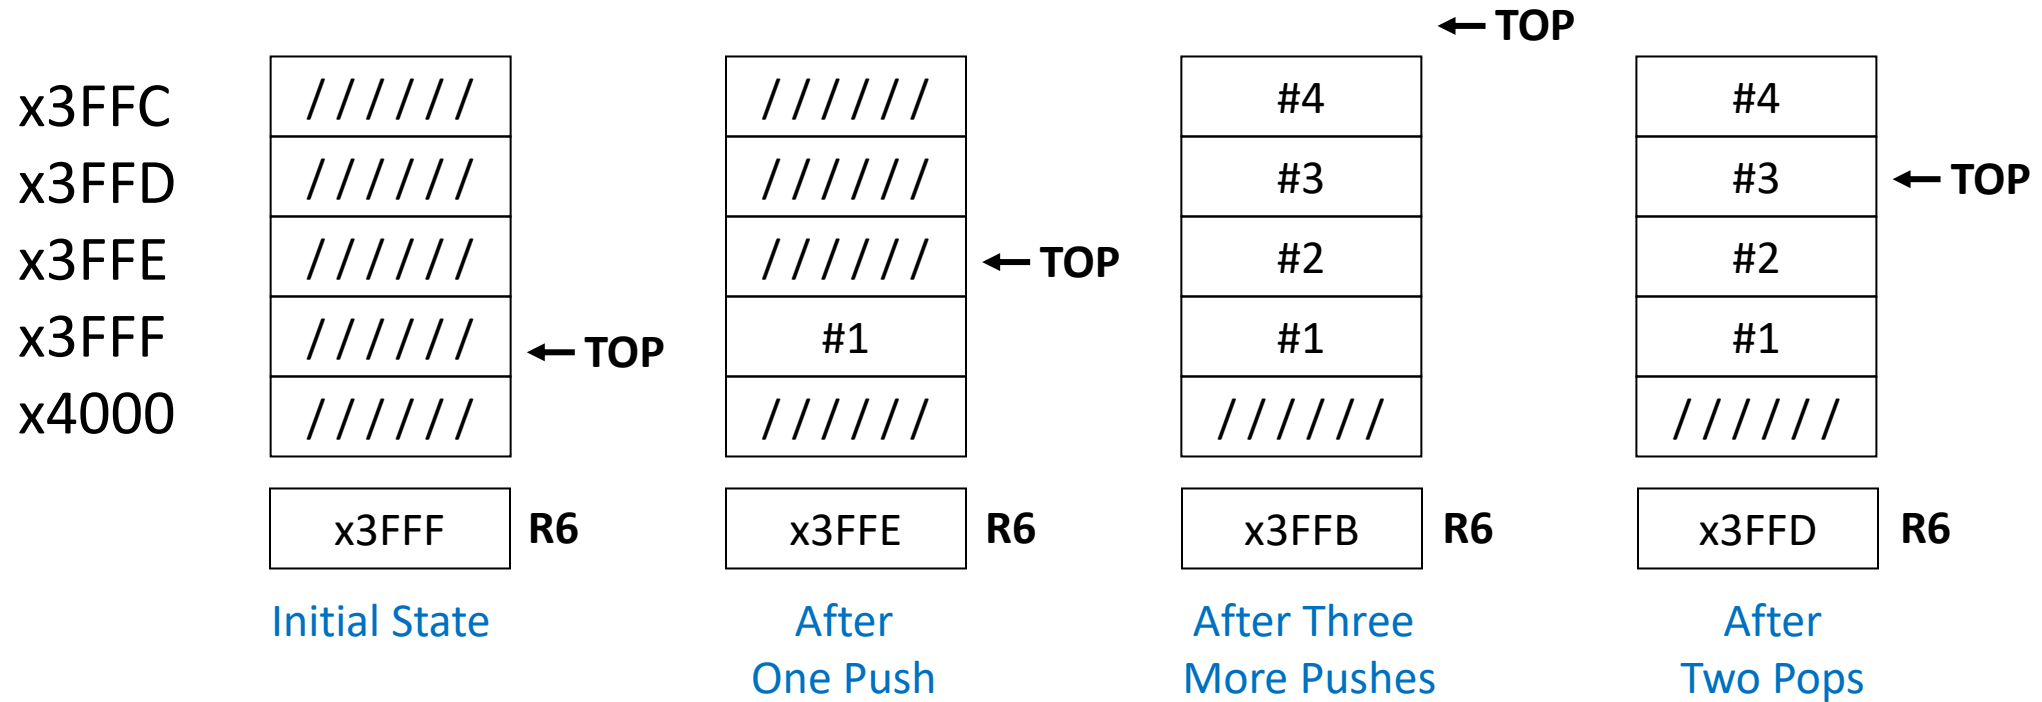 ← TOP
x3FFC ////// ////// #4 #4
x3FFD ////// ////// #3 #3 ← TOP
x3FFE ////// ////// ← TOP #2 #2
x3FFF ////// ← TOP #1 #1 #1
x4000 ////// ////// ////// //////
x3FFF R6 x3FFE R6 x3FFB R6 x3FFD R6
Initial State After After Three After
One Push More Pushes Two Pops